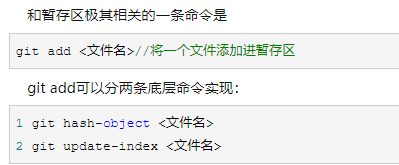 和暂存区极其相关的一条命令是
git add <文件名>//将一个文件添加进暂存区
git add可以分两条底层命令实现：
1 git hash-object <文件名>
2 git update-index <文件名>